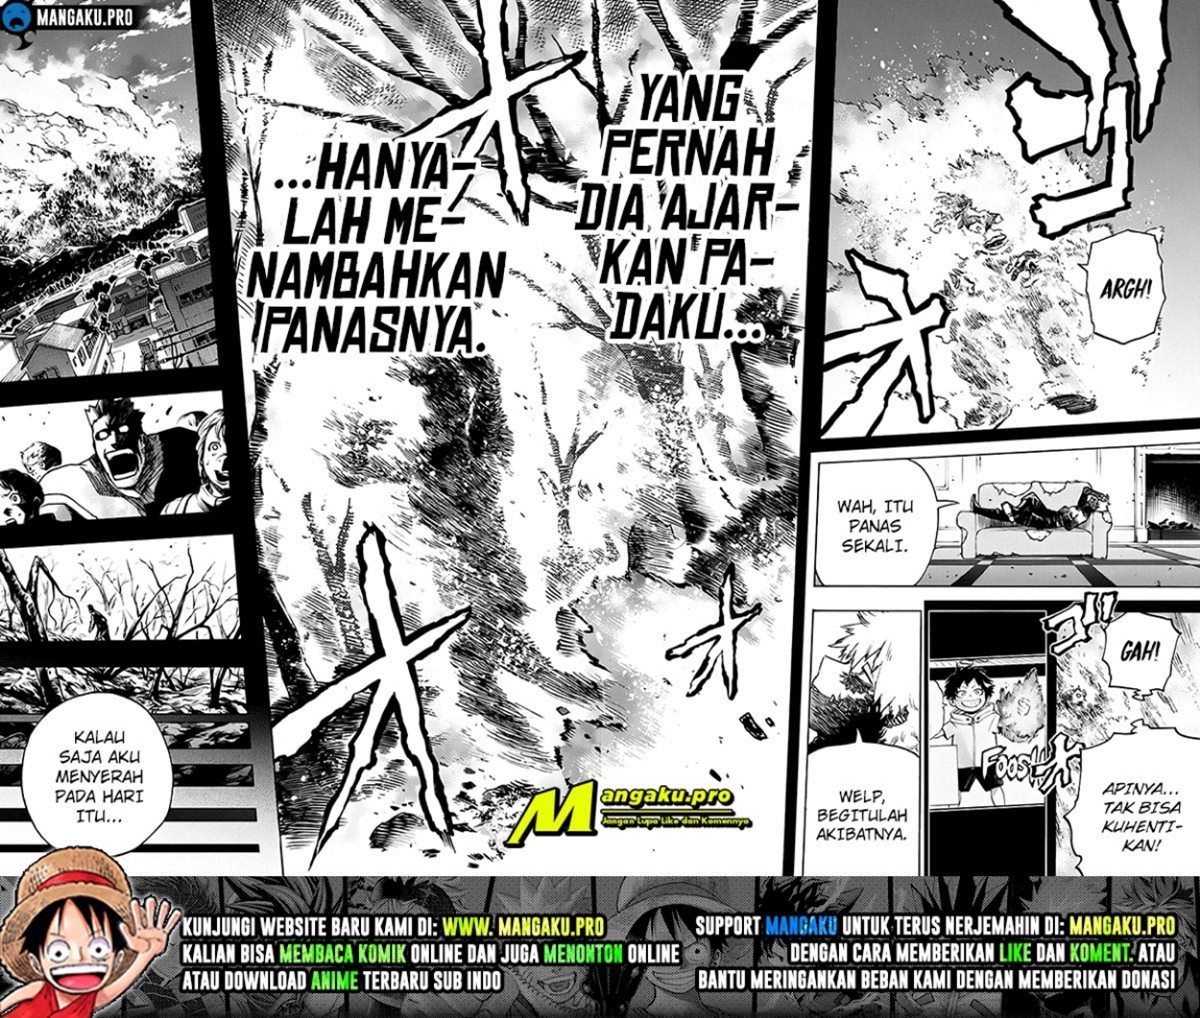 MANGAKU.PRO
ARGH!
WAH, ITU
PANAS
SEKALI.
GAH!
APINYA...
TAK BISA
KUHENTI-
KAN!
FOOSH
WELP,
BEGITULAH
AKIBATNYA.
YANG
PERNAH
DIA AJAR-
KAN PA-
DAKU...
...HANYA-
LAH ME-
NAMBAHKAN
PANASNYA.
KALAU
SAJA AKU
MENYERAH
PADA HARI
ITU...
Mangaku.pro
Jangan Lupa Like dan Komennya
KUNJUNGI WEBSITE BARU KAMI DI: WWW. MANGAKU.PRO
KALIAN BISA MEMBACA KOMIK ONLINE DAN JUGA MENONTON ONLINE
ATAU DOWNLOAD ANIME TERBARU SUB INDO
SUPPORT MANGAKU UNTUK TERUS NERJEMAHIN DI: MANGAKU.PRO
DENGAN CARA MEMBERIKAN LIKE DAN KOMENT. ATAU
BANTU MERINGANKAN BEBAN KAMI DENGAN MEMBERIKAN DONASI